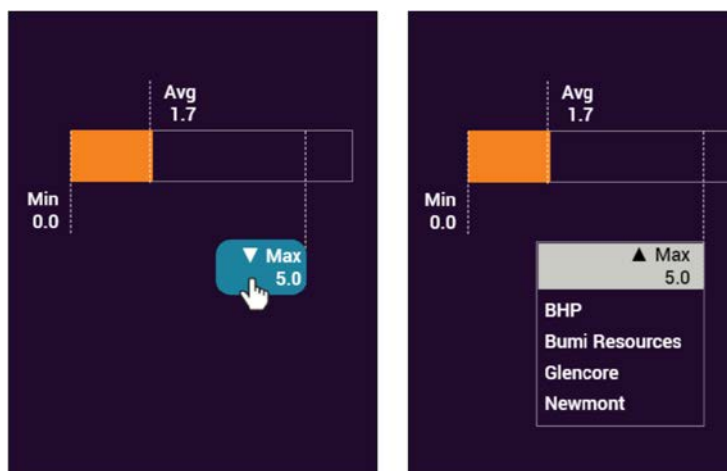 Avg
1.7
Min
0.0
▼ Max
5.0
Avg
1.7
Min
0.0
▲ Max
5.0
BHP
Bumi Resources
Glencore
Newmont